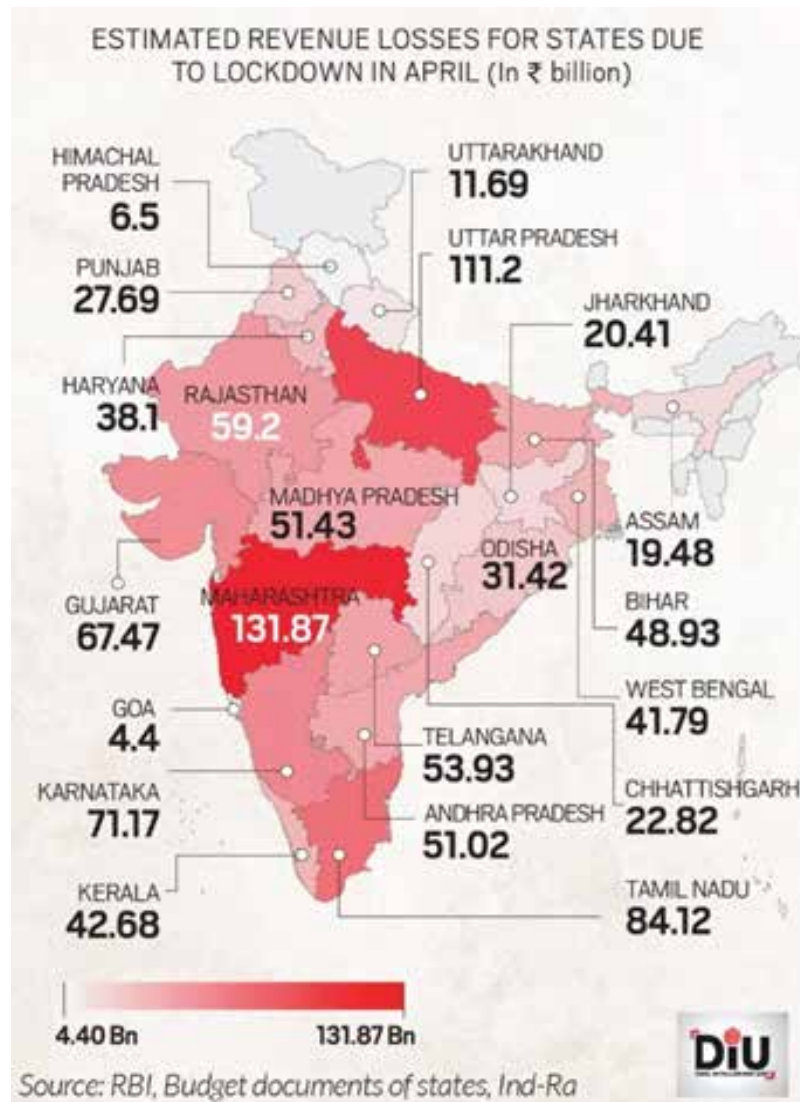 ESTIMATED REVENUE LOSSES FOR STATES DUE
TO LOCKDOWN IN APRIL (In ₹ billion)
HIMACHAL
PRADESH
6.5
UTTARAKHAND
11.69
UTTAR PRADESH
111.2
PUNJAB
27.69
JHARKHAND
20.41
HARYANA
38.1
RAJASTHAN
59.2
MADHYA PRADESH
51.43
ASSAM
19.48
ODISHA
31.42
GUJARAT
67.47
MAHARASHTRA
131.87
BIHAR
48.93
WEST BENGAL
41.79
GOA
4.4
TELANGANA
53.93
KARNATAKA
71.17
CHHATTISHGARH
22.82
ANDHRA PRADESH
51.02
KERALA
42.68
TAMIL NADU
84.12
4.40 Bn
131.87 Bn
DiU
Source: RBI, Budget documents of states, Ind-Ra